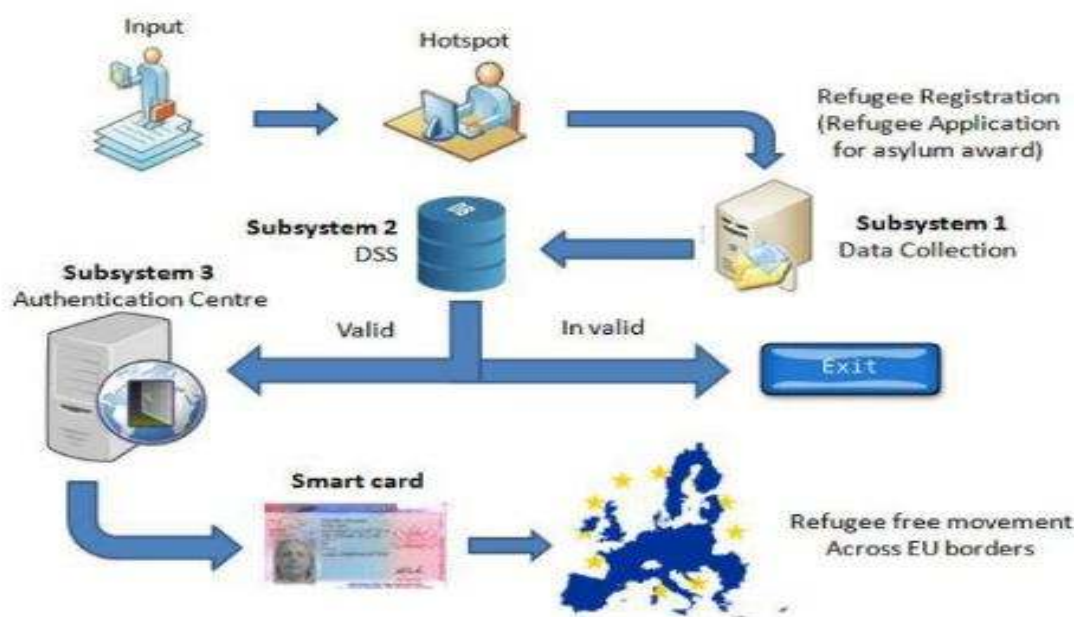 Input
Hotspot
Refugee Registration
(Refugee Application
for asylum award)
Subsystem 1
Data Collection
Subsystem 2
DSS
Subsystem 3
Authentication Centre
Valid
In valid
Exit
Smart card
Refugee free movement
Across EU borders